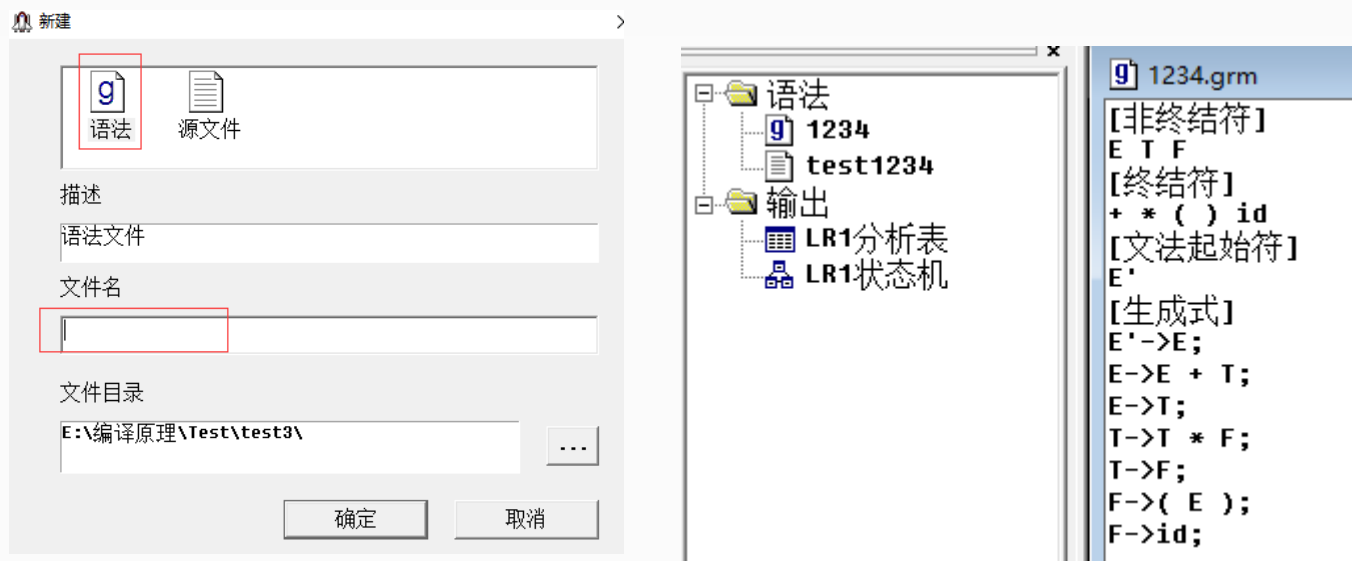 新建
g
语法 源文件
描述
语法文件
文件名
文件目录
E:\编译原理\Test\test3\
...
确定 取消
语法
g 1234
test1234
输出
LR1分析表
LR1状态机
g 1234.grm
[非终结符]
E T F
[终结符]
+ * ( ) id
[文法起始符]
E'
[生成式]
E'->E;
E->E + T;
E->T;
T->T * F;
T->F;
F->( E );
F->id;